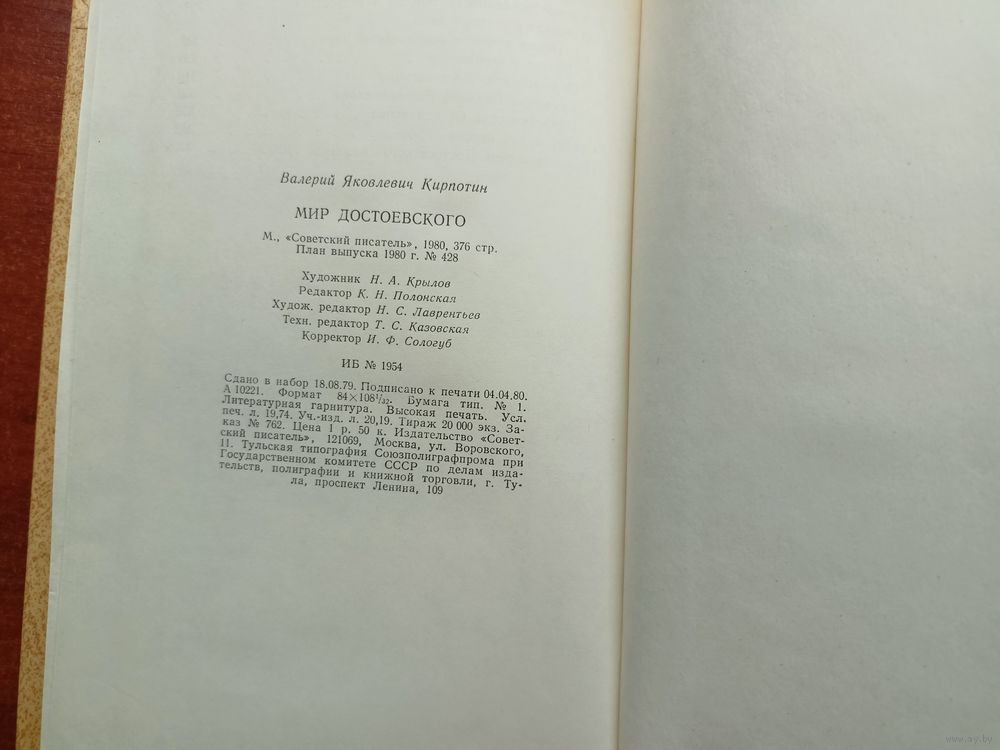 Валерий Яковлевич Кирпотин
МИР ДОСТОЕВСКОГО
М., «Советский писатель», 1980, 376 стр.
План выпуска 1980 г. № 428
Художник Н. А. Крылов
Редактор К. Н. Полонская
Худож. редактор Н. С. Лаврентьев
Техн. редактор Т. С. Казовская
Корректор И. Ф. Сологуб
ИБ № 1954
Сдано в набор 18.08.79. Подписано к печати 04.04.80.
А 10221. Формат 84×108¹/₃₂. Бумага тип. № 1.
Литературная гарнитура. Высокая печать. Усл.
печ. л. 19,74. Уч.-изд. л. 20,19. Тираж 20 000 экз. За-
каз № 762. Цена 1 р. 50 к. Издательство «Совет-
ский писатель», 121069, Москва, ул. Воровского,
11. Тульская типография Союзполиграфпрома при
Государственном комитете СССР по делам изда-
тельств, полиграфии и книжной торговли, г. Ту-
ла, проспект Ленина, 109
www.ay.by